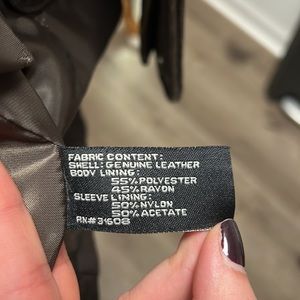 FABRIC CONTENT:
SHELL: GENUINE LEATHER
BODY LINING:
55% POLYESTER
45% RAYON
SLEEVE LINING:
50% NYLON
50% ACETATE
RN# 31608